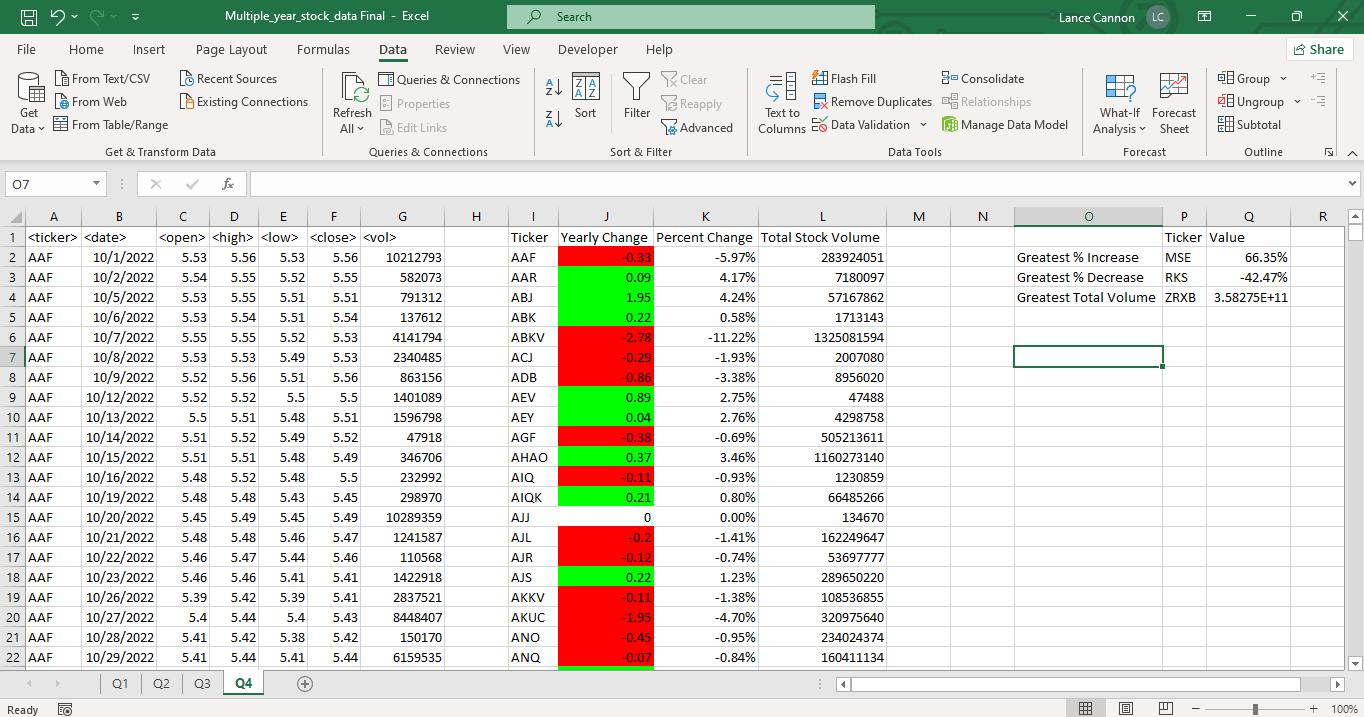 Multiple_year_stock_data Final - Excel
Search
Lance Cannon LC
File Home Insert Page Layout Formulas Data Review View Developer Help Share
From Text/CSV Recent Sources Queries & Connections Clear Flash Fill Consolidate Group
Get Data From Web Existing Connections Refresh All Properties Sort Filter Reapply Text to Columns Remove Duplicates Relationships What-If Analysis Forecast Sheet Ungroup
From Table/Range Edit Links Advanced Data Validation Manage Data Model Subtotal
Get & Transform Data Queries & Connections Sort & Filter Data Tools Forecast Outline
O7 fx
A B C D E F G H I J K L M N O P Q R
1 <ticker> <date> <open> <high> <low> <close> <vol> Ticker Yearly Change Percent Change Total Stock Volume Ticker Value
2 AAF 10/1/2022 5.53 5.56 5.53 5.56 10212793 AAF -0.33 -5.97% 283924051 Greatest % Increase MSE 66.35%
3 AAF 10/2/2022 5.54 5.55 5.52 5.55 582073 AAR 0.09 4.17% 7180097 Greatest % Decrease RKS -42.47%
4 AAF 10/5/2022 5.53 5.55 5.51 5.51 791312 ABJ 1.95 4.24% 57167862 Greatest Total Volume ZRXB 3.58275E+11
5 AAF 10/6/2022 5.53 5.54 5.51 5.54 137612 ABK 0.22 0.58% 1713143
6 AAF 10/7/2022 5.55 5.55 5.52 5.53 4141794 ABKV -2.78 -11.22% 1325081594
7 AAF 10/8/2022 5.53 5.53 5.49 5.53 2340485 ACJ -0.29 -1.93% 2007080
8 AAF 10/9/2022 5.52 5.56 5.51 5.56 863156 ADB -0.86 -3.38% 8956020
9 AAF 10/12/2022 5.52 5.52 5.5 5.5 1401089 AEV 0.89 2.75% 47488
10 AAF 10/13/2022 5.5 5.51 5.48 5.51 1596798 AEY 0.04 2.76% 4298758
11 AAF 10/14/2022 5.51 5.52 5.49 5.52 47918 AGF -0.38 -0.69% 505213611
12 AAF 10/15/2022 5.51 5.51 5.48 5.49 346706 AHAO 0.37 3.46% 1160273140
13 AAF 10/16/2022 5.48 5.52 5.48 5.5 232992 AIQ -0.11 -0.93% 1230859
14 AAF 10/19/2022 5.48 5.48 5.43 5.45 298970 AIQK 0.21 0.80% 66485266
15 AAF 10/20/2022 5.45 5.49 5.45 5.49 10289359 AJJ 0 0.00% 134670
16 AAF 10/21/2022 5.48 5.48 5.46 5.47 1241587 AJL -0.2 -1.41% 162249647
17 AAF 10/22/2022 5.46 5.47 5.44 5.46 110568 AJR -0.12 -0.74% 53697777
18 AAF 10/23/2022 5.46 5.46 5.41 5.41 1422918 AJS 0.22 1.23% 289650220
19 AAF 10/26/2022 5.39 5.42 5.39 5.41 2837521 AKKV -0.11 -1.38% 108536855
20 AAF 10/27/2022 5.4 5.44 5.4 5.43 8448407 AKUC -1.95 -4.70% 320975640
21 AAF 10/28/2022 5.41 5.42 5.38 5.42 150170 ANO -0.45 -0.95% 234024374
22 AAF 10/29/2022 5.41 5.44 5.41 5.44 6159535 ANQ -0.07 -0.84% 160411134
Q1 Q2 Q3 Q4
Ready 100%